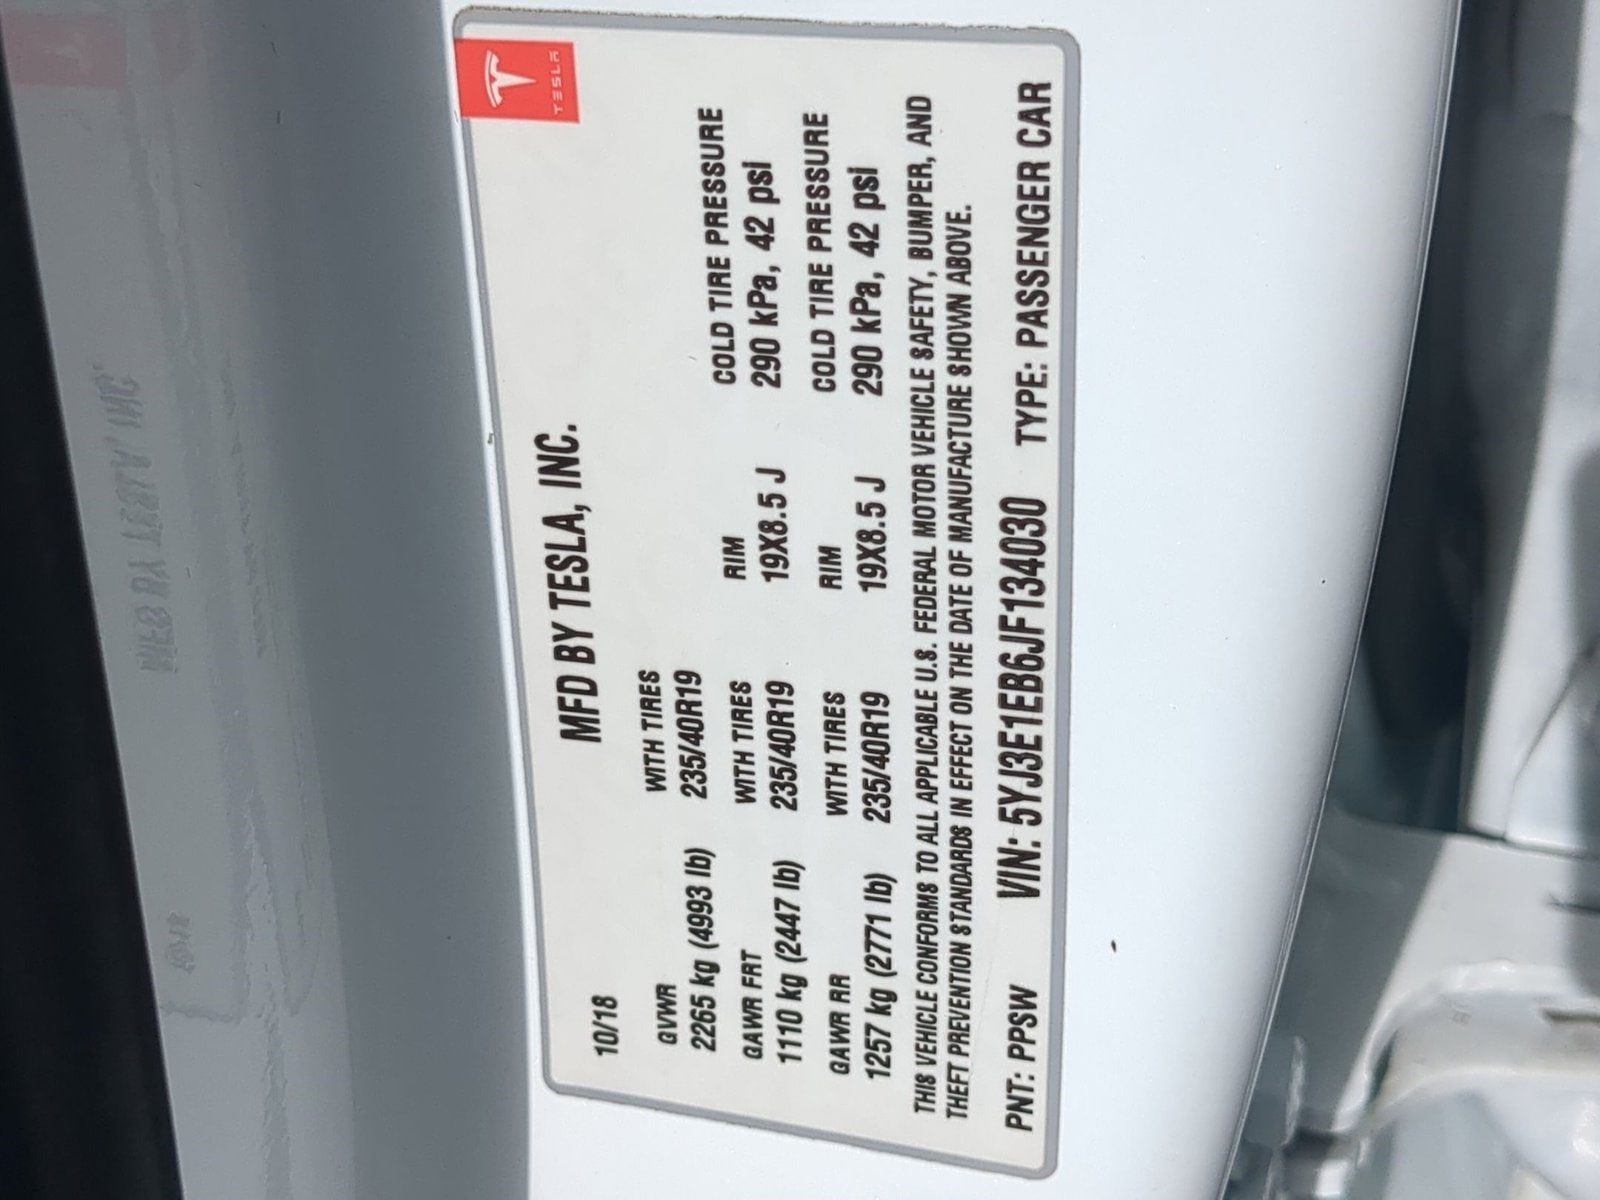 TESLA
MFD BY TESLA, INC.
10/18
GVWR WITH TIRES
2265 kg (4993 lb) 235/40R19
GAWR FRT WITH TIRES RIM COLD TIRE PRESSURE
1110 kg (2447 lb) 235/40R19 19X8.5 J 290 kPa, 42 psi
GAWR RR WITH TIRES RIM COLD TIRE PRESSURE
1257 kg (2771 lb) 235/40R19 19X8.5 J 290 kPa, 42 psi
THIS VEHICLE CONFORMS TO ALL APPLICABLE U.S. FEDERAL MOTOR VEHICLE SAFETY, BUMPER, AND
THEFT PREVENTION STANDARDS IN EFFECT ON THE DATE OF MANUFACTURE SHOWN ABOVE.
PNT: PPSW VIN: 5YJ3E1EB6JF134030 TYPE: PASSENGER CAR